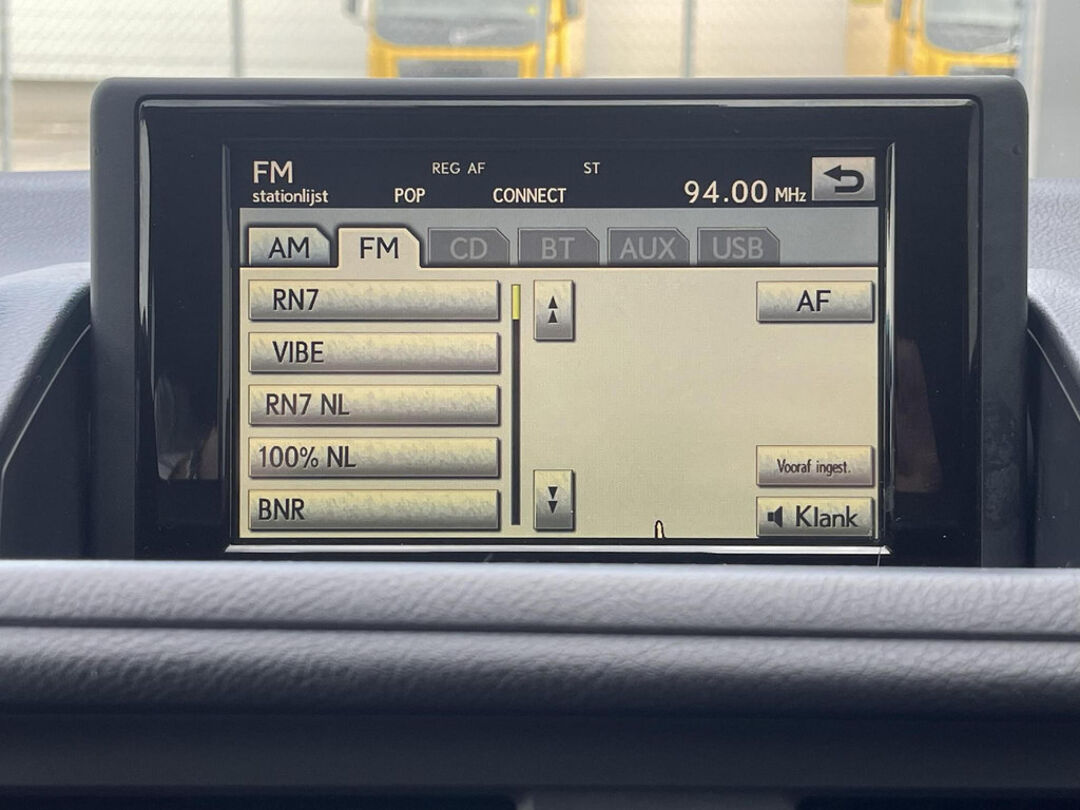 FM REG AF ST
stationlijst POP CONNECT 94.00 MHz
AM FM CD BT AUX USB
RN7 AF
VIBE
RN7 NL
100% NL Vooraf ingest.
BNR Klank